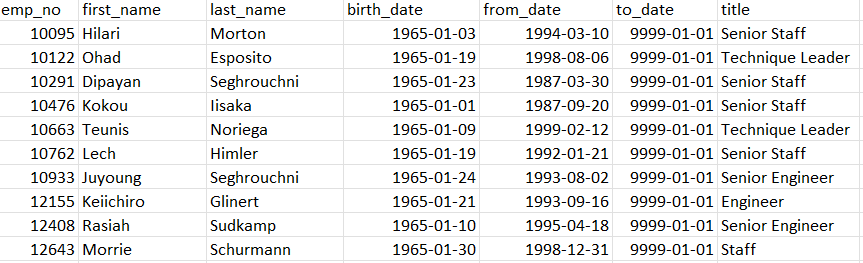 emp_no first_name last_name birth_date from_date to_date title
10095 Hilari Morton 1965-01-03 1994-03-10 9999-01-01 Senior Staff
10122 Ohad Esposito 1965-01-19 1998-08-06 9999-01-01 Technique Leader
10291 Dipayan Seghrouchni 1965-01-23 1987-03-30 9999-01-01 Senior Staff
10476 Kokou Iisaka 1965-01-01 1987-09-20 9999-01-01 Senior Staff
10663 Teunis Noriega 1965-01-09 1999-02-12 9999-01-01 Technique Leader
10762 Lech Himler 1965-01-19 1992-01-21 9999-01-01 Senior Staff
10933 Juyoung Seghrouchni 1965-01-24 1993-08-02 9999-01-01 Senior Engineer
12155 Keiichiro Glinert 1965-01-21 1993-09-16 9999-01-01 Engineer
12408 Rasiah Sudkamp 1965-01-10 1995-04-18 9999-01-01 Senior Engineer
12643 Morrie Schurmann 1965-01-30 1998-12-31 9999-01-01 Staff